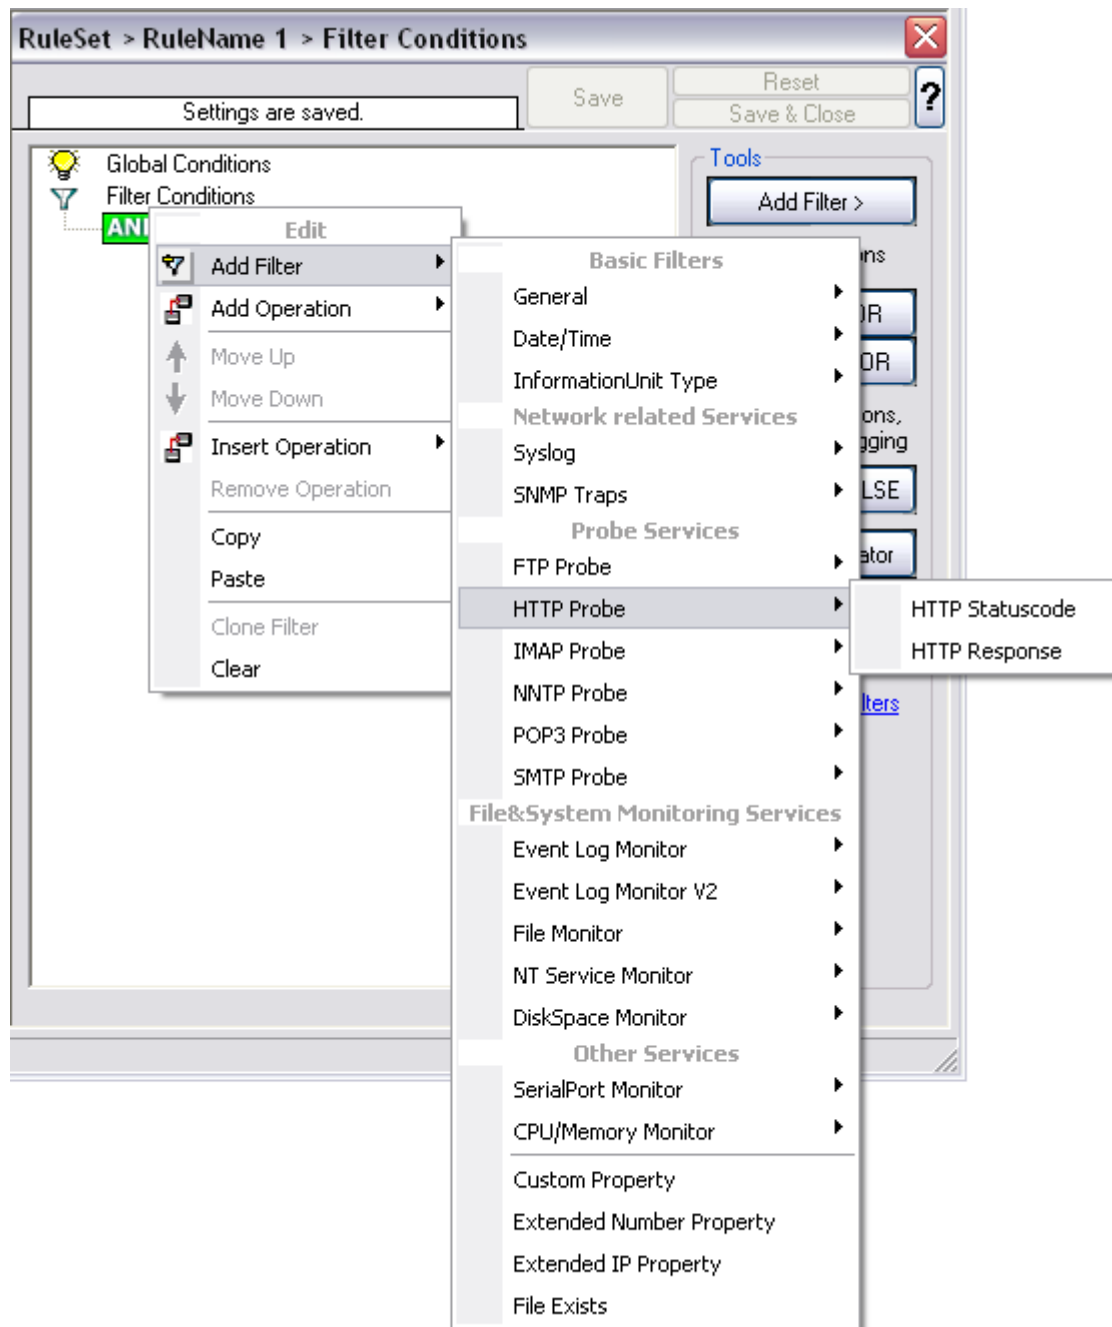 RuleSet > RuleName 1 > Filter Conditions
Settings are saved.
Save
Reset
Save & Close
?
Global Conditions
Filter Conditions
Tools
Add Filter >
Edit
Add Filter
Add Operation
Move Up
Move Down
Insert Operation
Remove Operation
Copy
Paste
Clone Filter
Clear
Basic Filters
General
Date/Time
InformationUnit Type
Network related Services
Syslog
SNMP Traps
Probe Services
FTP Probe
HTTP Probe
IMAP Probe
NNTP Probe
POP3 Probe
SMTP Probe
File&System Monitoring Services
Event Log Monitor
Event Log Monitor V2
File Monitor
NT Service Monitor
DiskSpace Monitor
Other Services
SerialPort Monitor
CPU/Memory Monitor
Custom Property
Extended Number Property
Extended IP Property
File Exists
HTTP Statuscode
HTTP Response